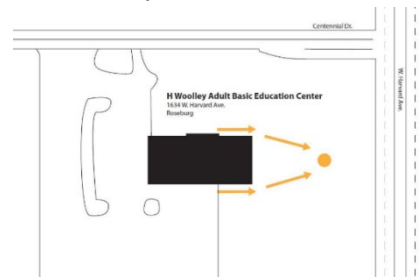 Centennial Dr.
W. Harvard Ave.
H Woolley Adult Basic Education Center
1634 W. Harvard Ave.
Roseburg